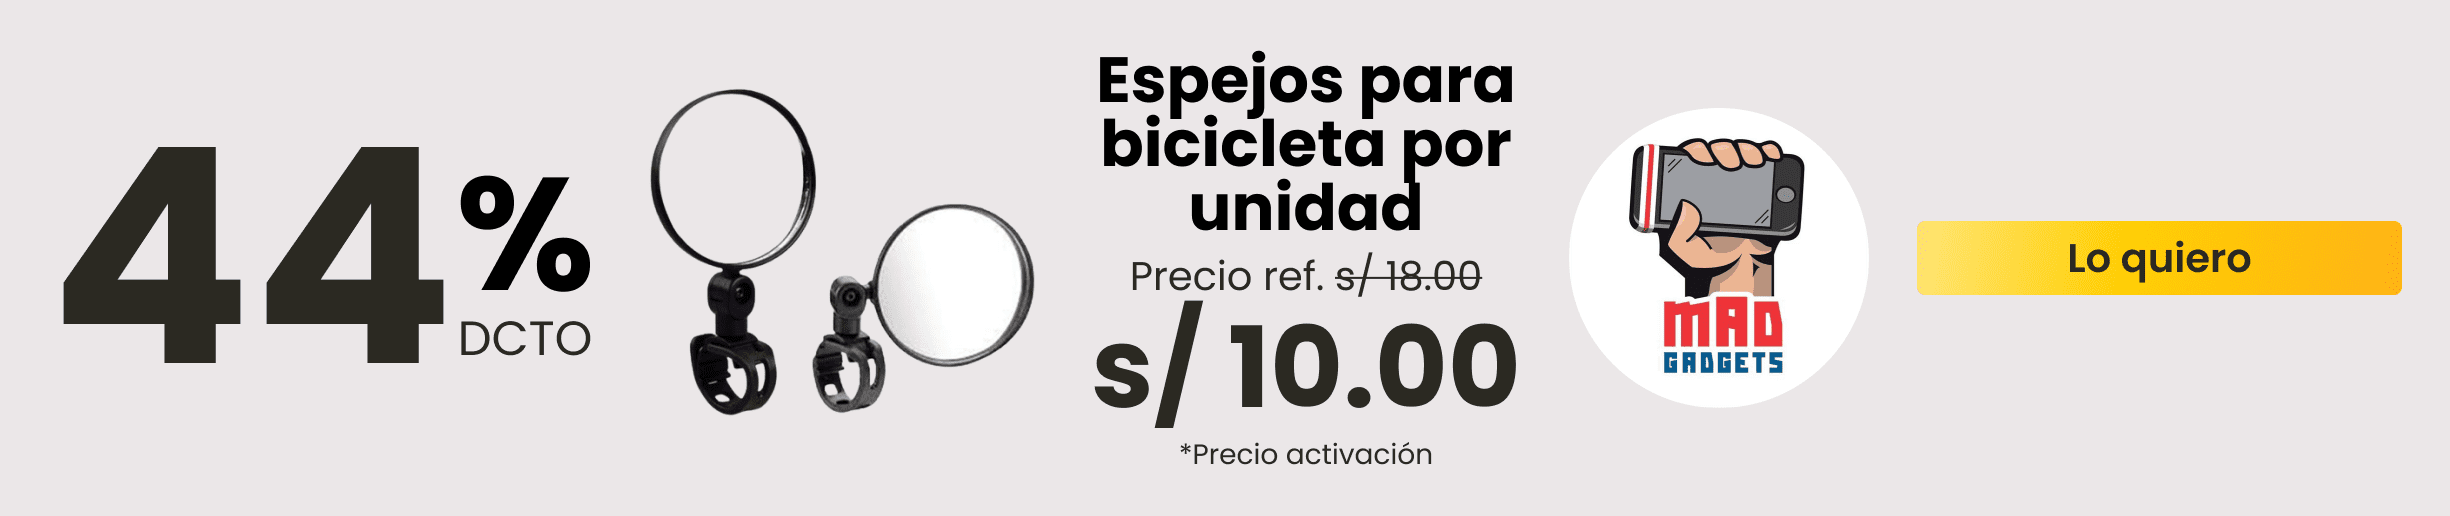 44%
DCTO
Espejos para
bicicleta por
unidad
Precio ref. s/ 18.00
s/ 10.00
*Precio activación
MAD
GADGETS
Lo quiero